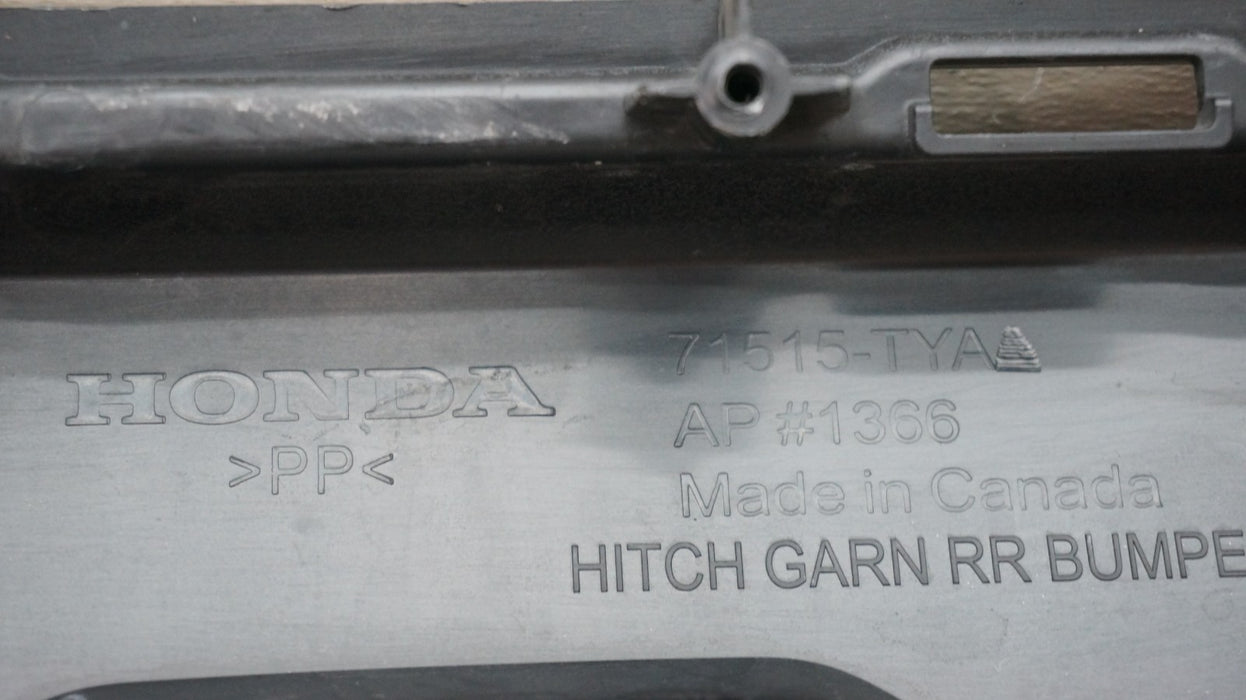 HONDA
>PP<
71515-TYA
AP #1366
Made in Canada
HITCH GARN RR BUMPE